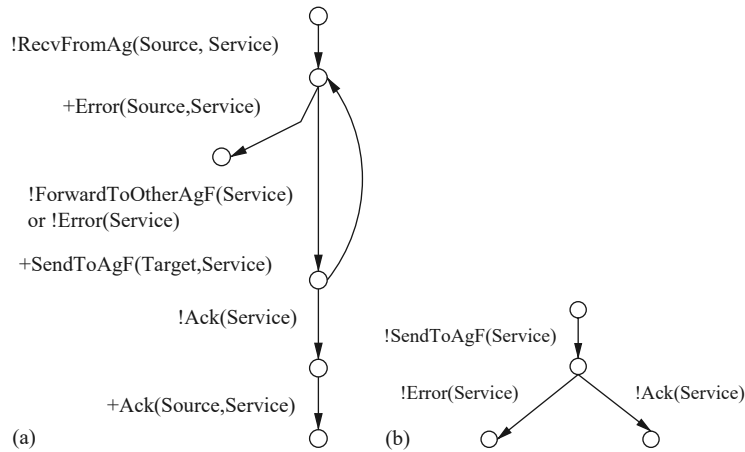 !RecvFromAg(Source, Service)
+Error(Source,Service)
!ForwardToOtherAgF(Service)
or !Error(Service)
+SendToAgF(Target,Service)
!Ack(Service)
+Ack(Source,Service)
(a)
!SendToAgF(Service)
!Error(Service)
!Ack(Service)
(b)